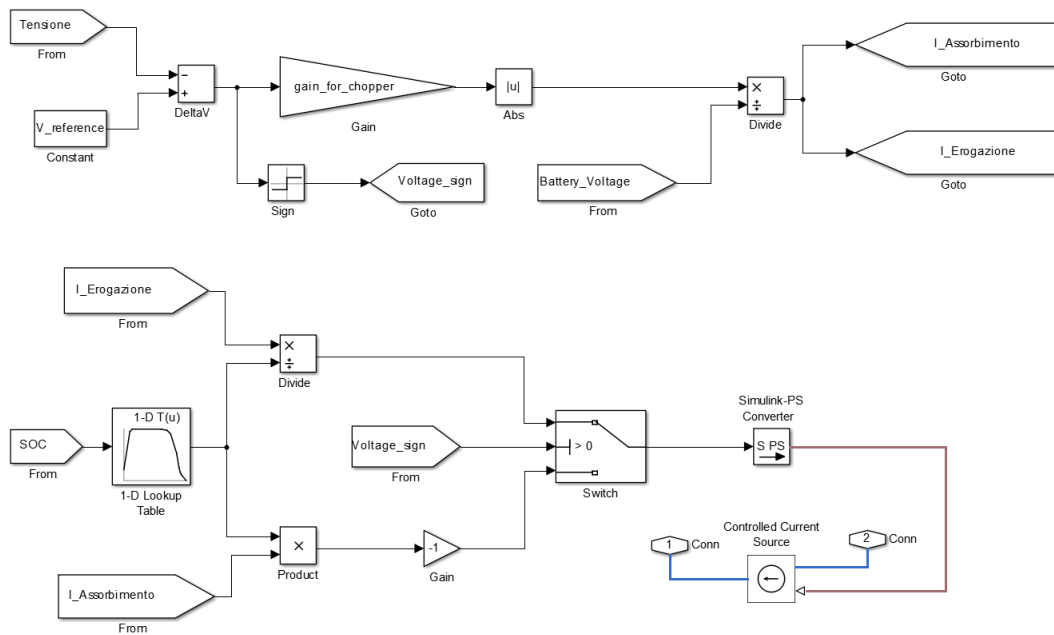 Tensione
From
−
+
DeltaV
V_reference
Constant
gain_for_chopper
Gain
|u|
Abs
×
÷
Divide
I_Assorbimento
Goto
I_Erogazione
Goto
Sign
Voltage_sign
Goto
Battery_Voltage
From
I_Erogazione
From
×
÷
Divide
SOC
From
1-D T(u)
1-D Lookup
Table
Voltage_sign
From
> 0
Switch
Simulink-PS
Converter
S PS
×
Product
-1
Gain
I_Assorbimento
From
1
Conn
Controlled Current
Source
2
Conn